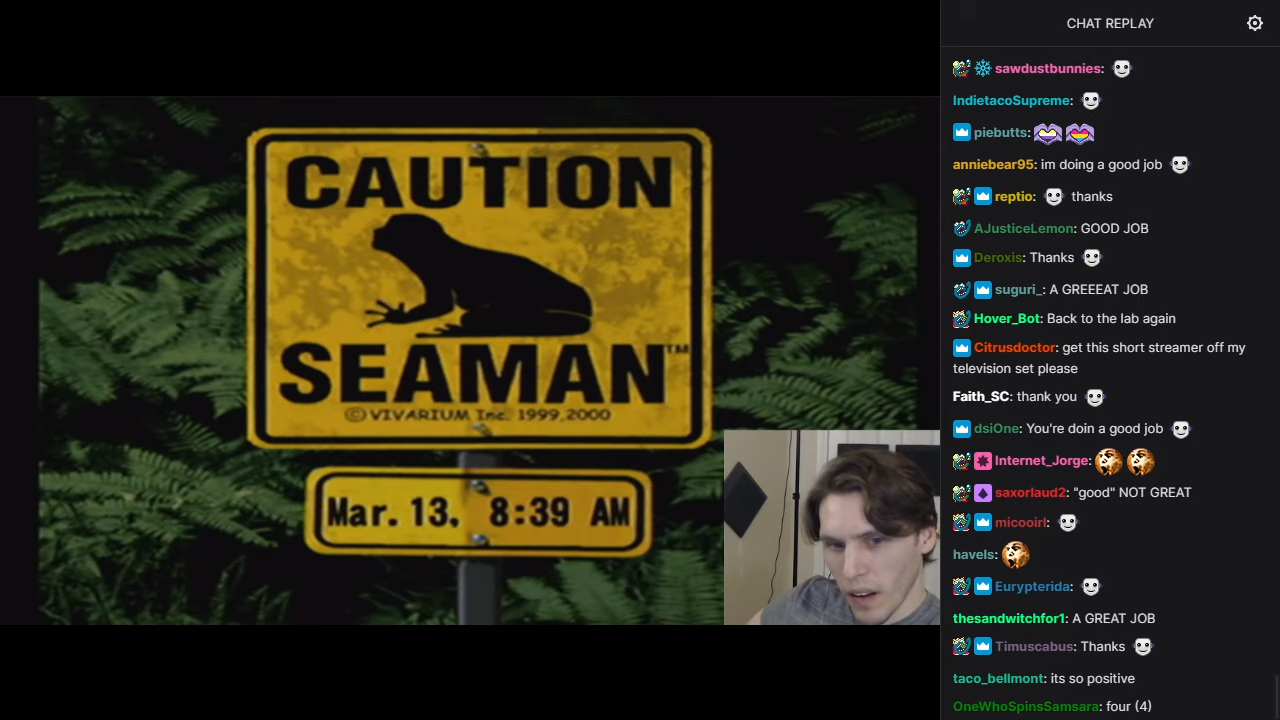 CHAT REPLAY
CAUTION
SEAMAN™
© VIVARIUM Inc. 1999,2000
Mar. 13. 8:39 AM
sawdustbunnies:
IndietacoSupreme:
piebutts:
anniebear95: im doing a good job
reptio: thanks
AJusticeLemon: GOOD JOB
Deroxis: Thanks
suguri_: A GREEEAT JOB
Hover_Bot: Back to the lab again
Citrusdoctor: get this short streamer off my
television set please
Faith_SC: thank you
dsiOne: You're doin a good job
Internet_Jorge:
saxorlaud2: "good" NOT GREAT
micooirl:
havels:
Eurypterida:
thesandwitchfor1: A GREAT JOB
Timuscabus: Thanks
taco_bellmont: its so positive
OneWhoSpinsSamsara: four (4)